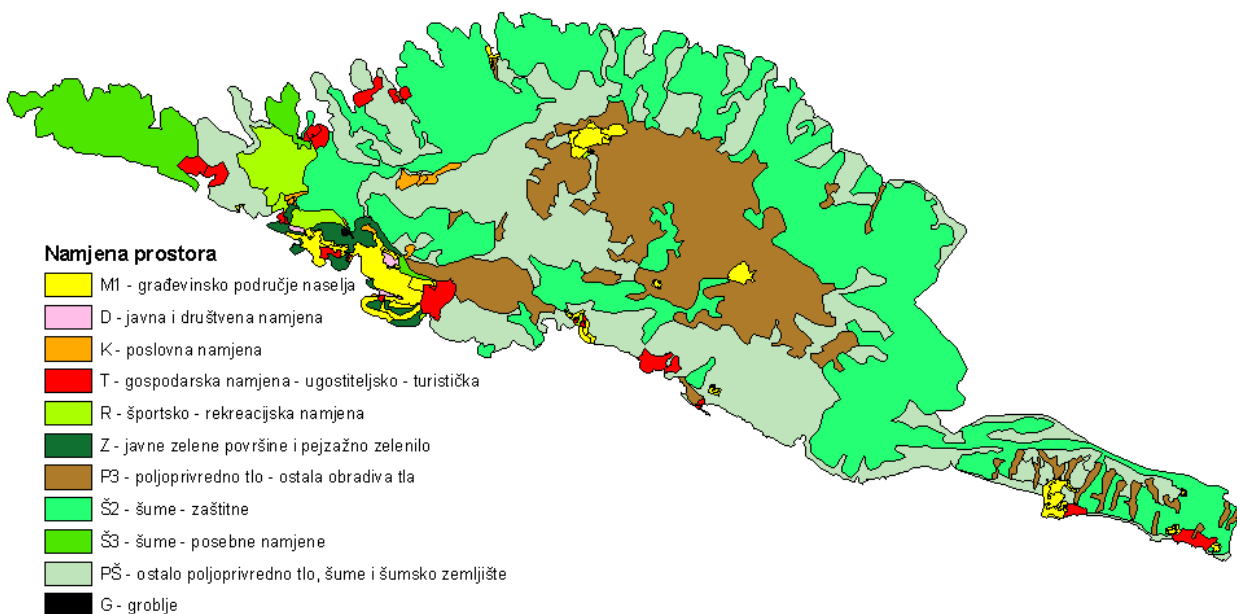 Namjena prostora
M1 - građevinsko područje naselja
D - javna i društvena namjena
K - poslovna namjena
T - gospodarska namjena - ugostiteljsko - turistička
R - športsko - rekreacijska namjena
Z - javne zelene površine i pejzažno zelenilo
P3 - poljoprivredno tlo - ostala obradiva tla
Š2 - šume - zaštitne
Š3 - šume - posebne namjene
PŠ - ostalo poljoprivredno tlo, šume i šumsko zemljište
G - groblje